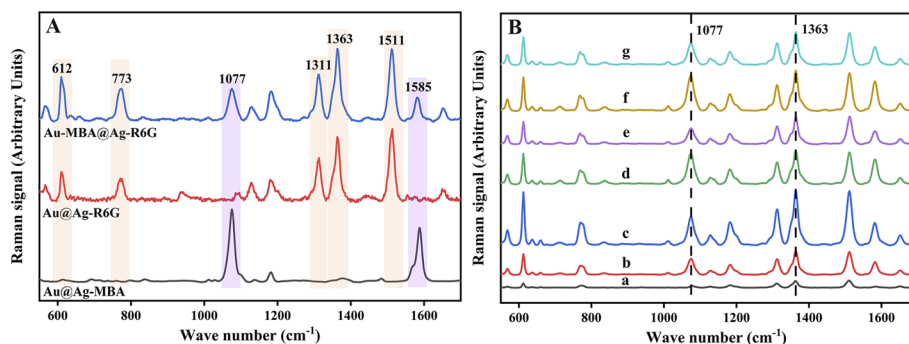 A
Raman signal (Arbitrary Units)
612
773
1077
1311
1363
1511
1585
Au-MBA@Ag-R6G
Au@Ag-R6G
Au@Ag-MBA
600 800 1000 1200 1400 1600
Wave number (cm⁻¹)
B
Raman signal (Arbitrary Units)
1077
1363
g
f
e
d
c
b
a
600 800 1000 1200 1400 1600
Wave number (cm⁻¹)